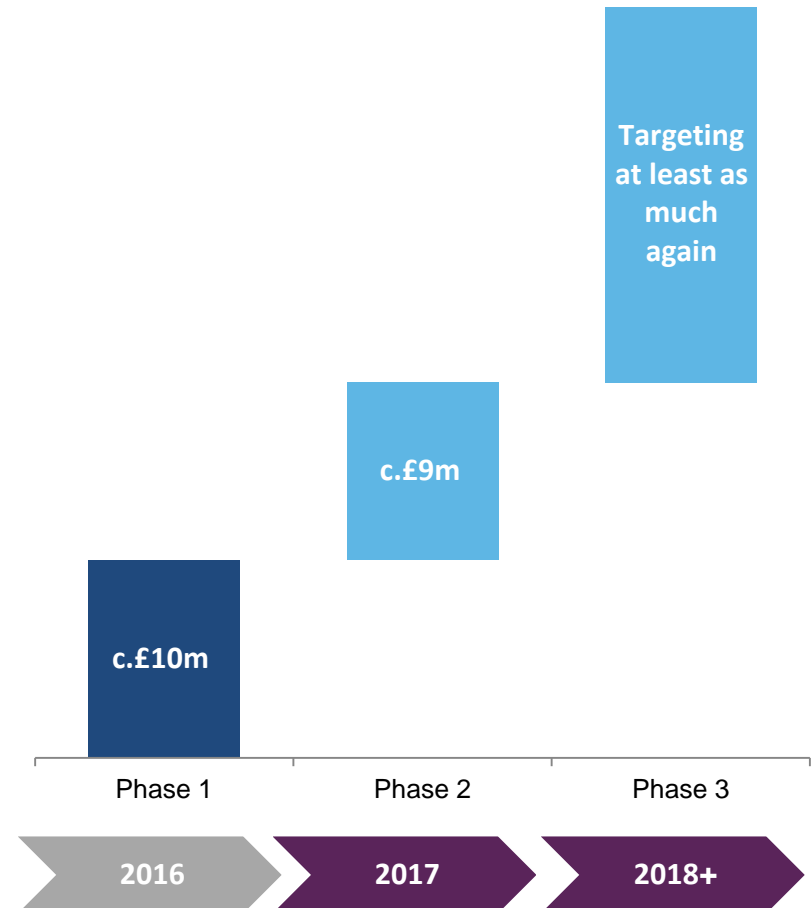 Targeting
at least as
much
again
c.£9m
c.£10m
Phase 1
Phase 2
Phase 3
2016
2017
2018+